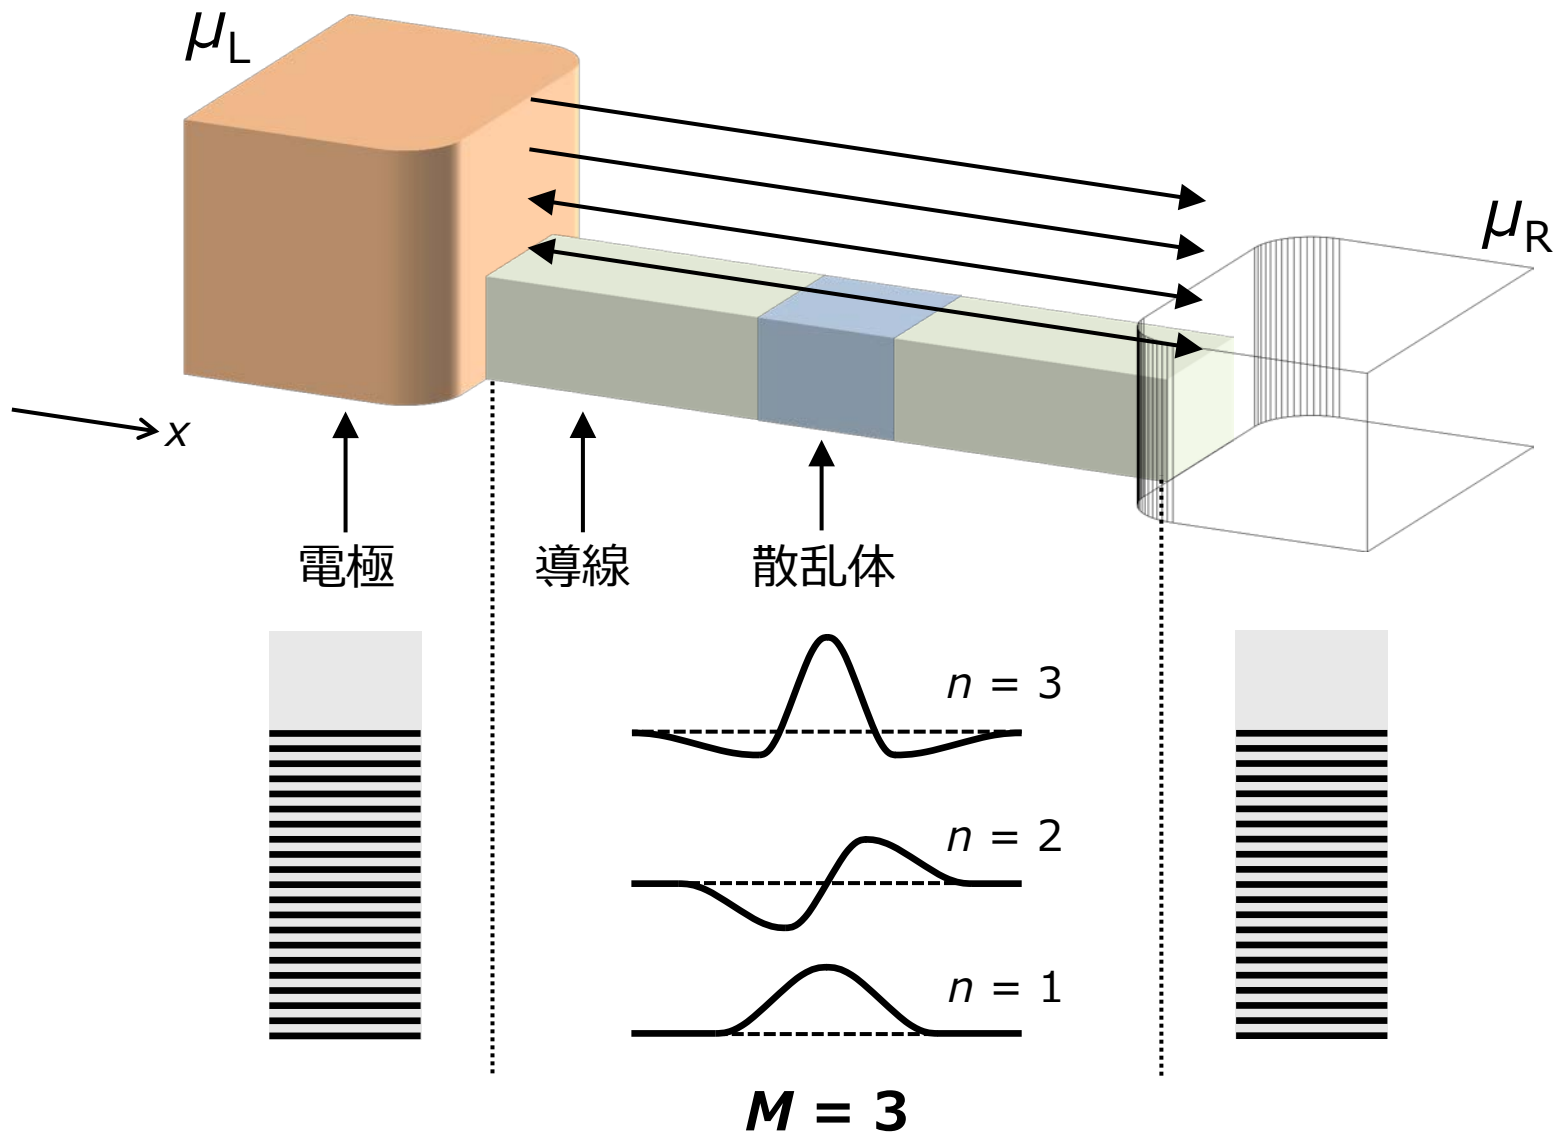 μL
μR
x
電極
導線
散乱体
n = 3
n = 2
n = 1
M = 3